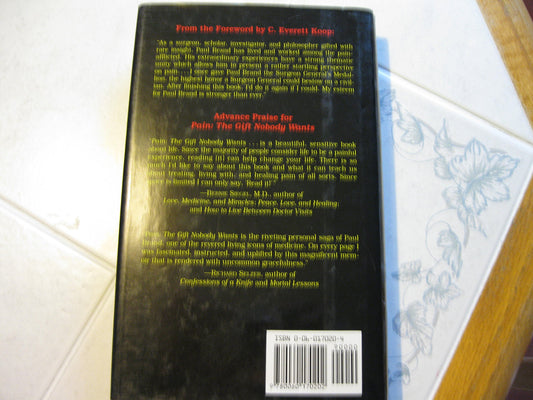 From the Foreword by C. Everett Koop:
"As a surgeon, scholar, investigator, and philosopher gifted with
rare insight, Paul Brand has lived and worked among the pain-
afflicted. His extraordinary experiences have a strong thematic
unity which allows him to present a rather startling perspective
on pain. . . . I once gave Paul Brand the Surgeon General's Medal-
lion, the highest honor a Surgeon General could bestow on a civil-
ian. After finishing this book, I'd do it again if I could. My esteem
for Paul Brand is stronger than ever."
Advance Praise for
Pain: The Gift Nobody Wants
"Pain: The Gift Nobody Wants . . . is a beautiful, sensitive book
about life. Since the majority of people consider life to be a painful
experience, reading [it] can help change your life. There is so
much I'd like to say about this book and what it can teach us
about treating, living with, and healing pain of all sorts. Since
space is limited I can only say, 'Read it!'"
—Bernie Siegel, M.D., author of
Love, Medicine, and Miracles; Peace, Love, and Healing;
and How to Live Between Doctor Visits
"Pain: The Gift Nobody Wants is the riveting personal saga of Paul
Brand, one of the revered living icons of medicine. On every page I
was fascinated, instructed, and uplifted by this magnificent mem-
oir that is rendered with uncommon gracefulness."
—Richard Selzer, author of
Confessions of a Knife and Mortal Lessons
ISBN 0-06-017020-4
90000
9 780060 170202